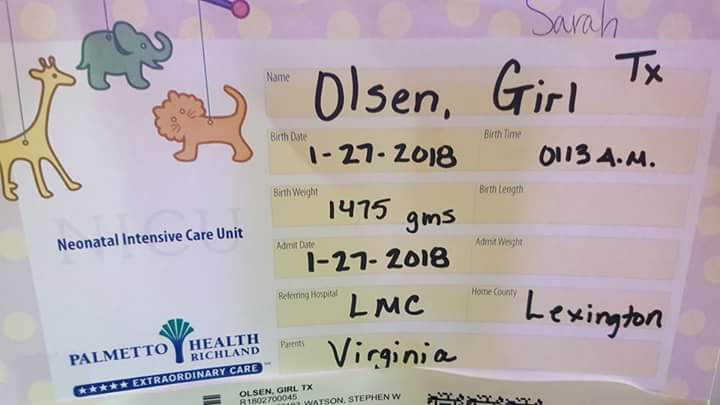 Sarah
Name Olsen, Girl Tx
Birth Date 1-27-2018 Birth Time 0113 A.M.
Birth Weight 1475 gms Birth Length
NICU
Neonatal Intensive Care Unit
Admit Date 1-27-2018 Admit Weight
Referring Hospital LMC Home County Lexington
Parents Virginia
PALMETTO HEALTH
RICHLAND
★★★★★ EXTRAORDINARY CARE
OLSEN, GIRL TX
R1802700045
WATSON, STEPHEN W